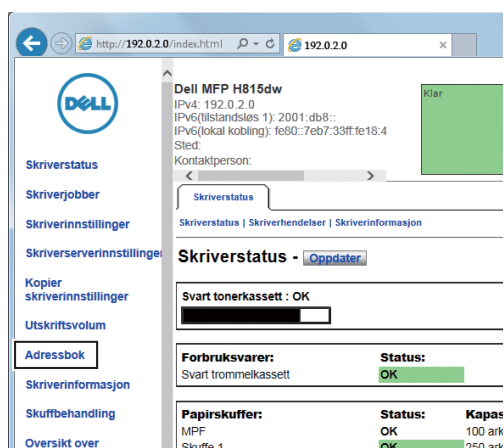 http://192.0.2.0/index.html
192.0.2.0
DELL
Skriverstatus
Skriverjobber
Skriverinnstillinger
Skriverserverinnstillinge
Kopier
skriverinnstillinger
Utskriftsvolum
Adressbok
Skriverinformasjon
Skuffbehandling
Oversikt over
Dell MFP H815dw
IPv4: 192.0.2.0
IPv6(tilstandsløs 1): 2001:db8::
IPv6(lokal kobling): fe80::7eb7:33ff:fe18:4
Sted:
Kontaktperson:
Klar
Skriverstatus
Skriverstatus | Skriverhendelser | Skriverinformasjon
Skriverstatus - Oppdater
Svart tonerkassett : OK
Forbruksvarer: Status:
Svart trommelkassett OK
Papirskuffer: Status: Kapas
MPF OK 100 ark
Skuffe 1 OK 250 ark